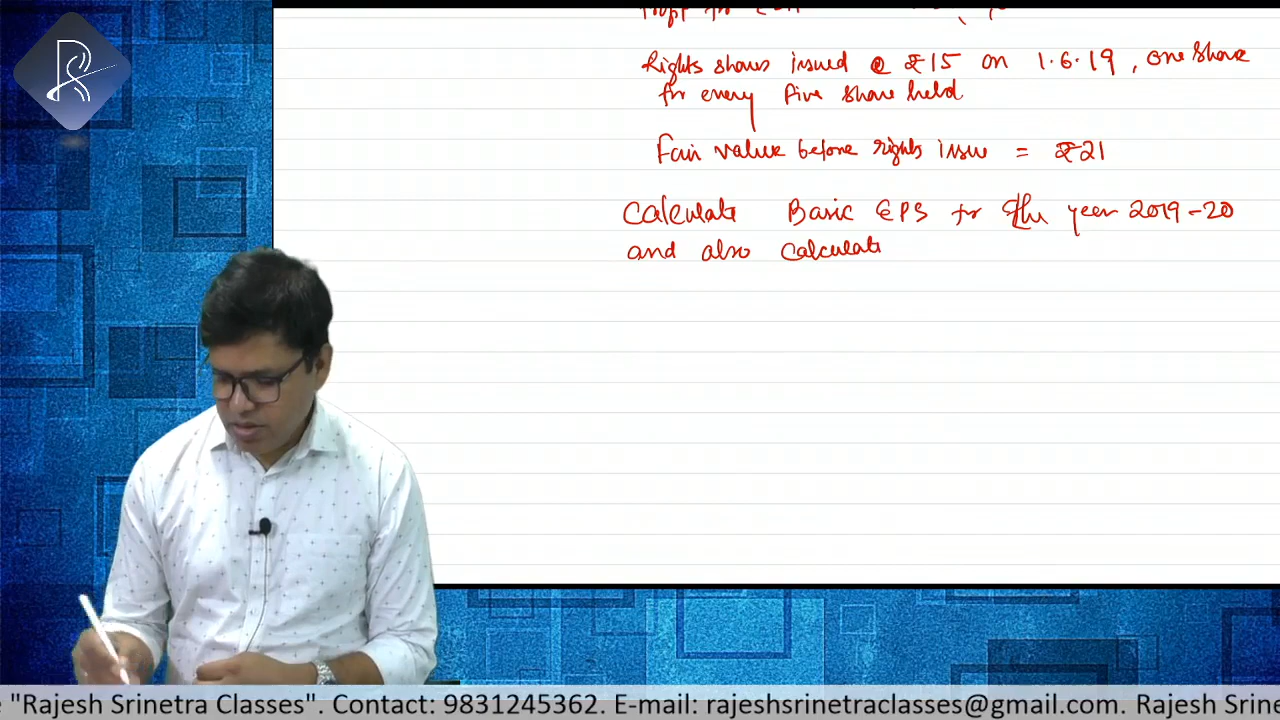 RS
Rights shares issued @ ₹15 on 1.6.19, one share
for every five share held
Fair value before rights issue = ₹21
Calculate Basic EPS for the year 2019-20
and also calculate
"Rajesh Srinetra Classes". Contact: 9831245362. E-mail: rajeshsrinetraclasses@gmail.com. Rajesh Srine